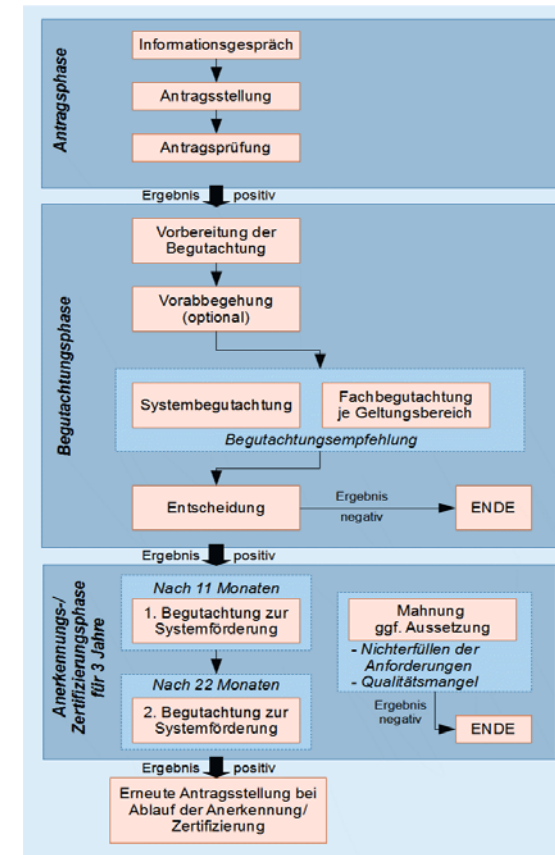 Antragsphase
Informationsgespräch
Antragsstellung
Antragsprüfung
Ergebnis positiv
Begutachtungsphase
Vorbereitung der
Begutachtung
Vorabbegehung
(optional)
Systembegutachtung
Fachbegutachtung
je Geltungsbereich
Begutachtungsempfehlung
Entscheidung
Ergebnis
negativ
ENDE
Ergebnis positiv
Anerkennungs-/
Zertifizierungsphase
für 3 Jahre
Nach 11 Monaten
1. Begutachtung zur
Systemförderung
Nach 22 Monaten
2. Begutachtung zur
Systemförderung
Mahnung
ggf. Aussetzung
- Nichterfüllen der
Anforderungen
- Qualitätsmangel
Ergebnis
negativ
ENDE
Ergebnis positiv
Erneute Antragsstellung bei
Ablauf der Anerkennung/
Zertifizierung